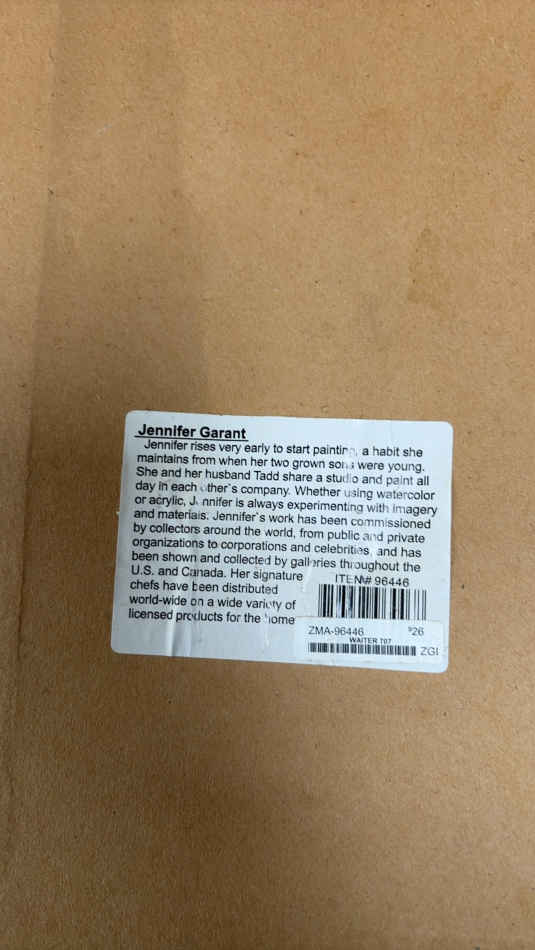 Jennifer Garant
Jennifer rises very early to start painting, a habit she
maintains from when her two grown sons were young.
She and her husband Tadd share a studio and paint all
day in each other`s company. Whether using watercolor
or acrylic, Jennifer is always experimenting with imagery
and materials. Jennifer`s work has been commissioned
by collectors around the world, from public and private
organizations to corporations and celebrities, and has
been shown and collected by galleries throughout the
U.S. and Canada. Her signature
chefs have been distributed
world-wide on a wide variety of
licensed products for the home
ITEM# 96446
ZMA-96446 $26
WAITER T07
ZGI